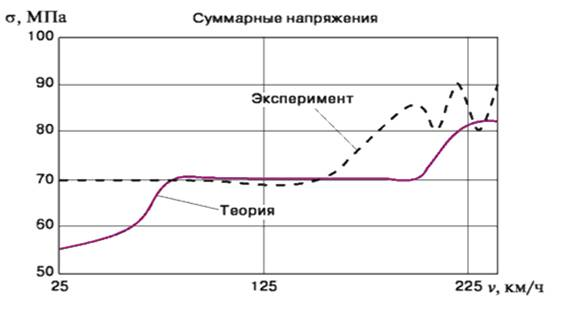 σ, МПа
Суммарные напряжения
100
90
Эксперимент
80
70
Теория
60
50
25
125
225 v, км/ч